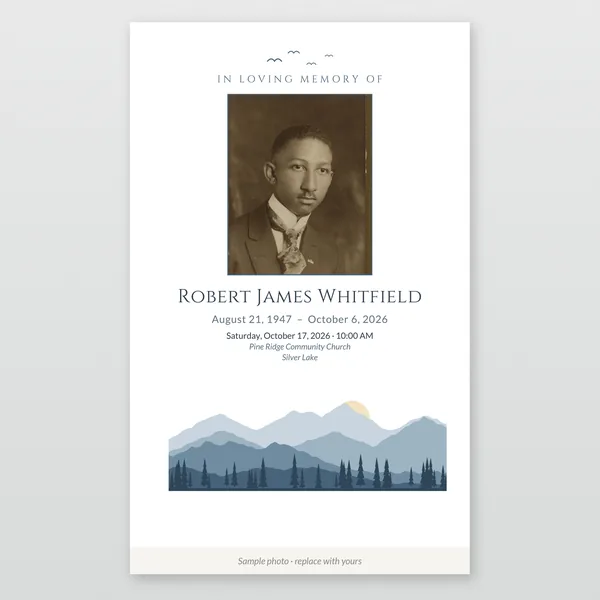 IN LOVING MEMORY OF
ROBERT JAMES WHITFIELD
August 21, 1947 – October 6, 2026
Saturday, October 17, 2026 · 10:00 AM
Pine Ridge Community Church
Silver Lake
Sample photo · replace with yours